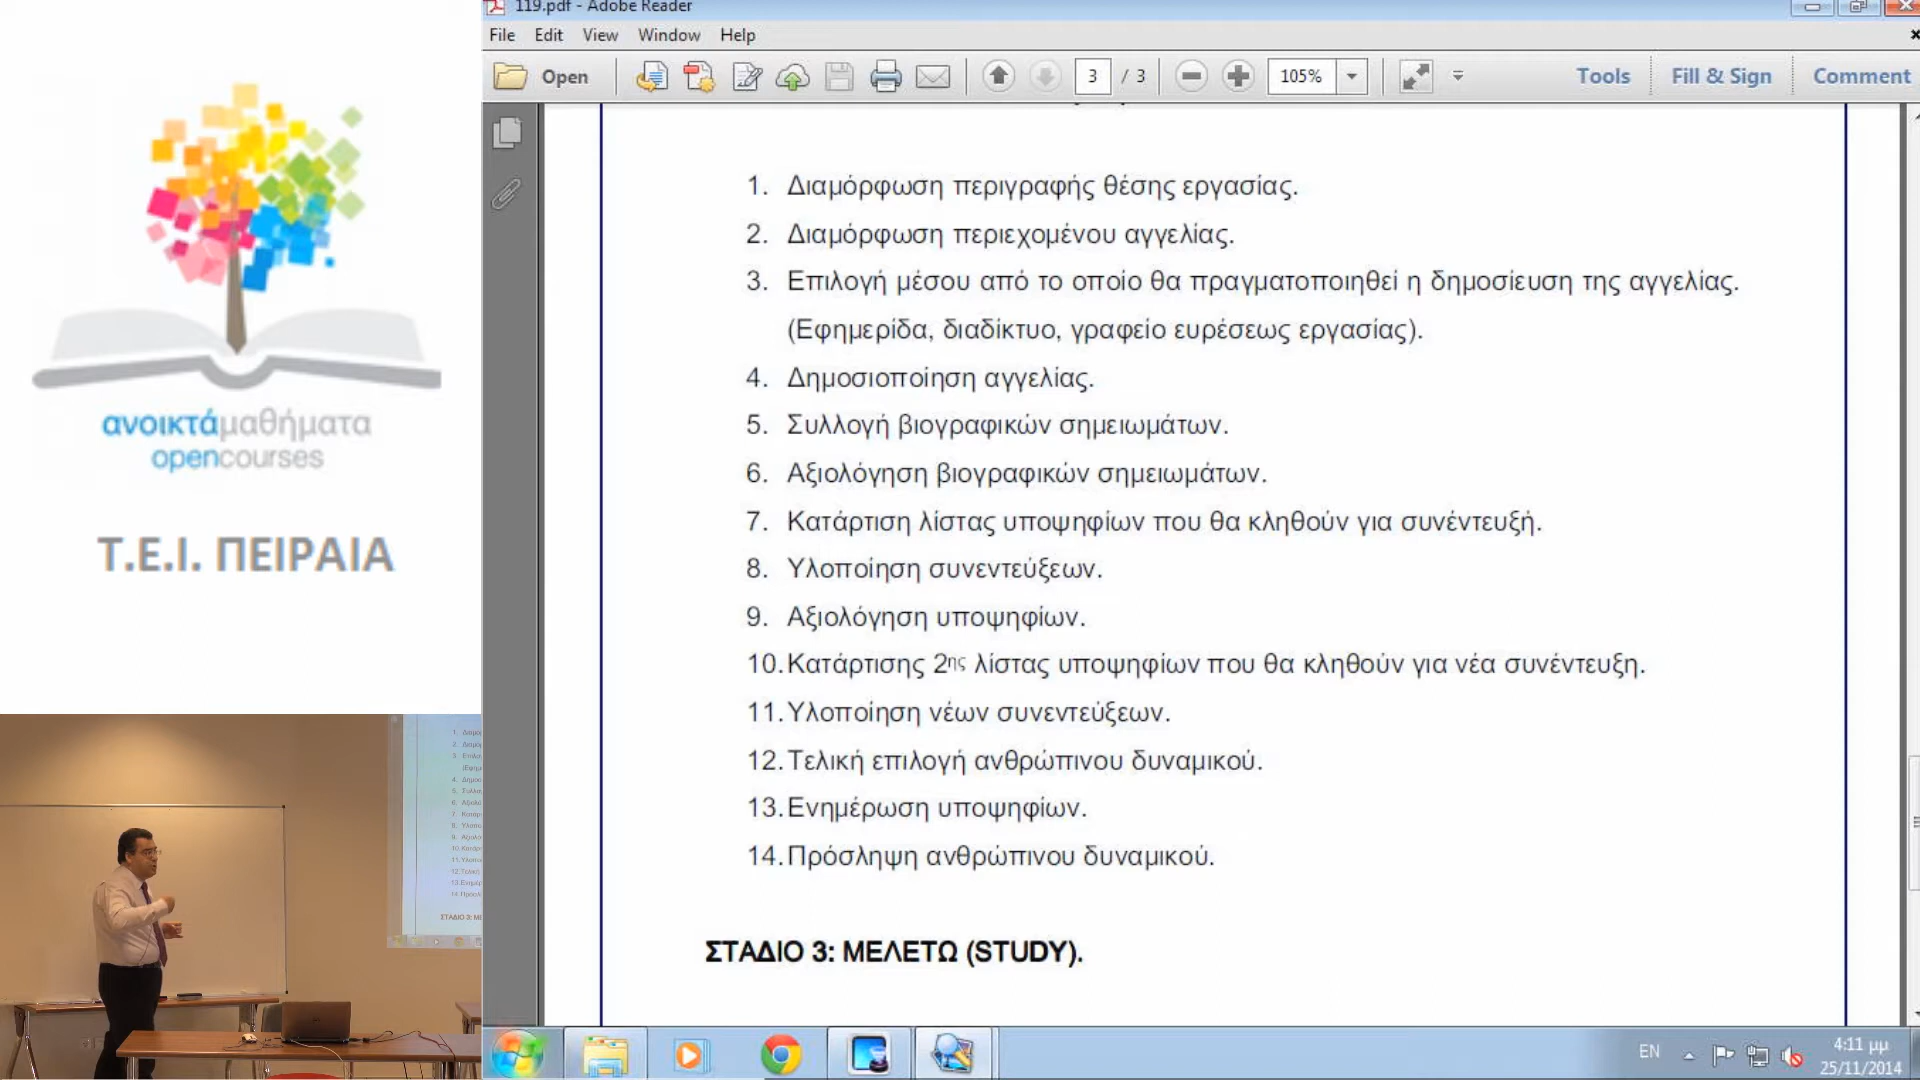 119.pdf - Adobe Reader
File Edit View Window Help
Open 3 / 3 105% Tools Fill & Sign Comment
1. Διαμόρφωση περιγραφής θέσης εργασίας.
2. Διαμόρφωση περιεχομένου αγγελίας.
3. Επιλογή μέσου από το οποίο θα πραγματοποιηθεί η δημοσίευση της αγγελίας.
(Εφημερίδα, διαδίκτυο, γραφείο ευρέσεως εργασίας).
4. Δημοσιοποίηση αγγελίας.
5. Συλλογή βιογραφικών σημειωμάτων.
6. Αξιολόγηση βιογραφικών σημειωμάτων.
7. Κατάρτιση λίστας υποψηφίων που θα κληθούν για συνέντευξή.
8. Υλοποίηση συνεντεύξεων.
9. Αξιολόγηση υποψηφίων.
10. Κατάρτισης 2ης λίστας υποψηφίων που θα κληθούν για νέα συνέντευξη.
11. Υλοποίηση νέων συνεντεύξεων.
12. Τελική επιλογή ανθρώπινου δυναμικού.
13. Ενημέρωση υποψηφίων.
14. Πρόσληψη ανθρώπινου δυναμικού.
ΣΤΑΔΙΟ 3: ΜΕΛΕΤΩ (STUDY).
ανοικτάμαθήματα
opencourses
Τ.Ε.Ι. ΠΕΙΡΑΙΑ
EN
4:11 μμ
25/11/2014